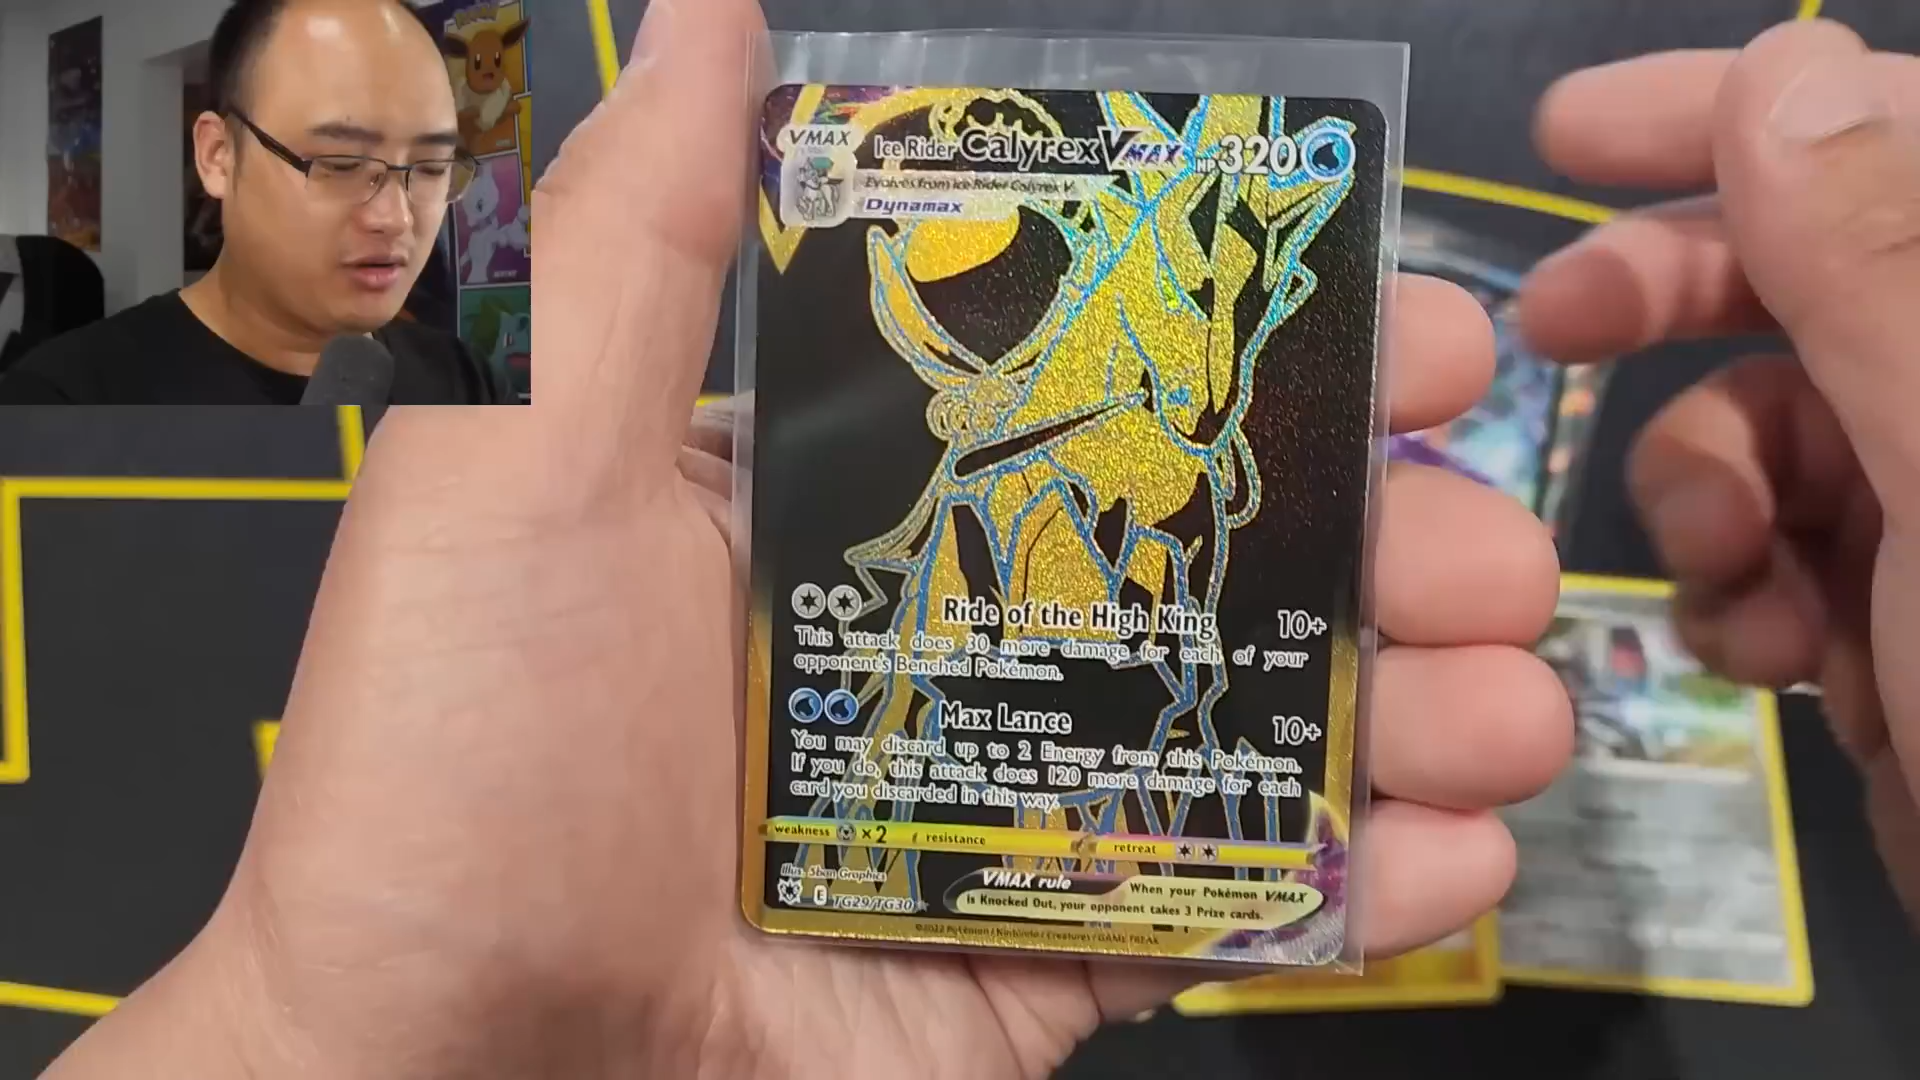 VMAX Ice Rider Calyrex VMAX HP 320
Evolves from Ice Rider Calyrex V
Dynamax
Ride of the High King 10+
This attack does 30 more damage for each of your
opponent's Benched Pokémon.
Max Lance 10+
You may discard up to 2 Energy from this Pokémon.
If you do, this attack does 120 more damage for each
card you discarded in this way.
weakness ×2 resistance retreat
Illus. 5ban Graphics
VMAX rule When your Pokémon VMAX
is Knocked Out, your opponent takes 3 Prize cards.
E TG29/TG30
©2022 Pokémon / Nintendo / Creatures / GAME FREAK